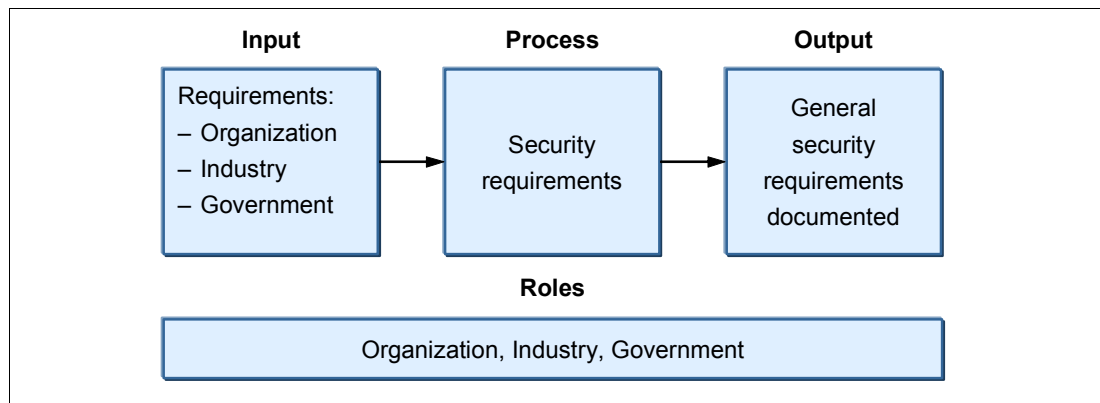 Input
Process
Output
Requirements:
– Organization
– Industry
– Government
Security
requirements
General
security
requirements
documented
Roles
Organization, Industry, Government